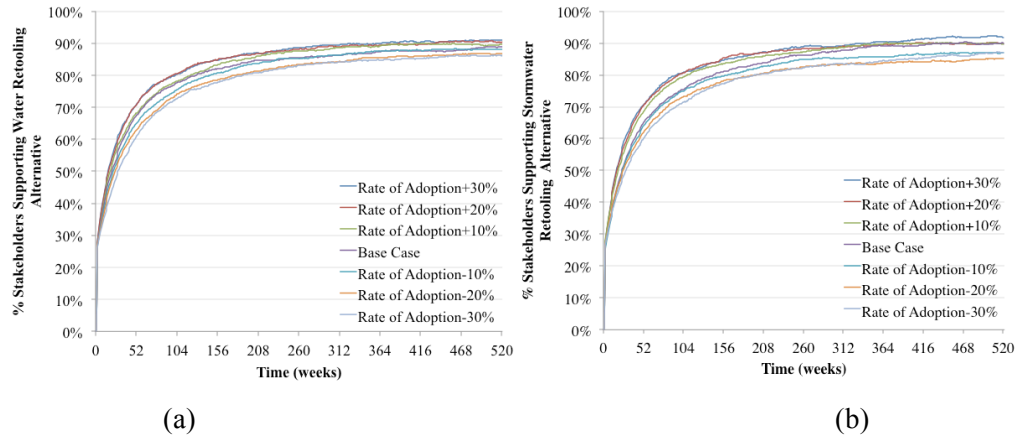 100%
90%
80%
70%
60%
50%
40%
30%
20%
10%
0%
% Stakeholders Supporting Water Retooling
Alternative
Rate of Adoption+30%
Rate of Adoption+20%
Rate of Adoption+10%
Base Case
Rate of Adoption-10%
Rate of Adoption-20%
Rate of Adoption-30%
0 52 104 156 208 260 312 364 416 468 520
Time (weeks)
(a)
100%
90%
80%
70%
60%
50%
40%
30%
20%
10%
0%
% Stakeholders Supporting Stormwater
Retooling Alternative
Rate of Adoption+30%
Rate of Adoption+20%
Rate of Adoption+10%
Base Case
Rate of Adoption-10%
Rate of Adoption-20%
Rate of Adoption-30%
0 52 104 156 208 260 312 364 416 468 520
Time (weeks)
(b)